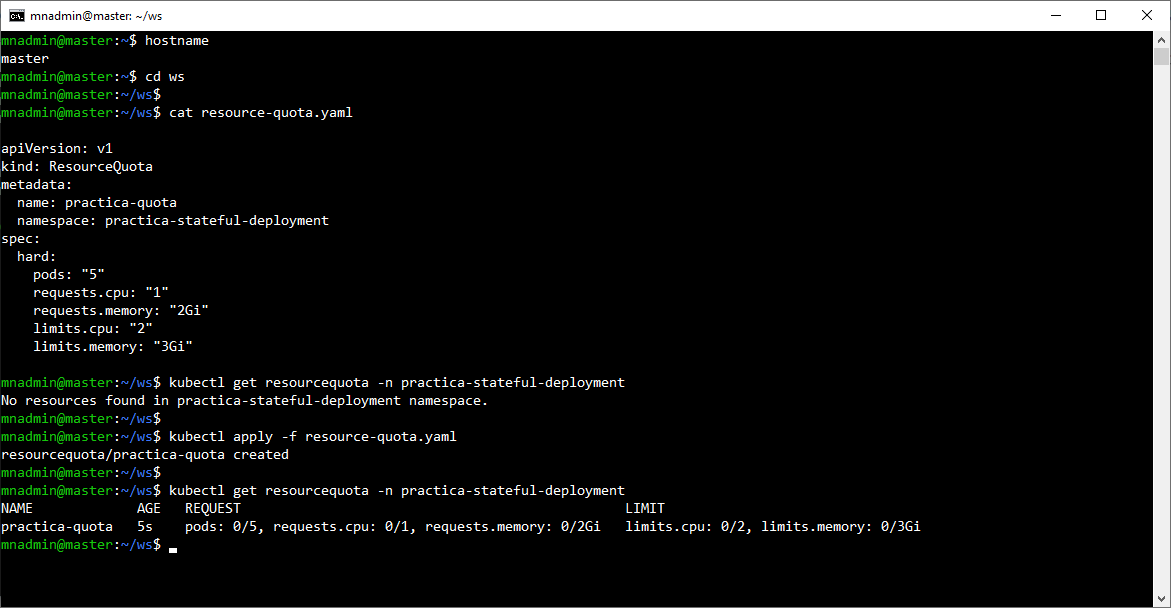 mnadmin@master: ~/ws
mnadmin@master:~$ hostname
master
mnadmin@master:~$ cd ws
mnadmin@master:~/ws$
mnadmin@master:~/ws$ cat resource-quota.yaml

apiVersion: v1
kind: ResourceQuota
metadata:
  name: practica-quota
  namespace: practica-stateful-deployment
spec:
  hard:
    pods: "5"
    requests.cpu: "1"
    requests.memory: "2Gi"
    limits.cpu: "2"
    limits.memory: "3Gi"

mnadmin@master:~/ws$ kubectl get resourcequota -n practica-stateful-deployment
No resources found in practica-stateful-deployment namespace.
mnadmin@master:~/ws$
mnadmin@master:~/ws$ kubectl apply -f resource-quota.yaml
resourcequota/practica-quota created
mnadmin@master:~/ws$
mnadmin@master:~/ws$ kubectl get resourcequota -n practica-stateful-deployment
NAME             AGE   REQUEST                                                LIMIT
practica-quota   5s    pods: 0/5, requests.cpu: 0/1, requests.memory: 0/2Gi   limits.cpu: 0/2, limits.memory: 0/3Gi
mnadmin@master:~/ws$